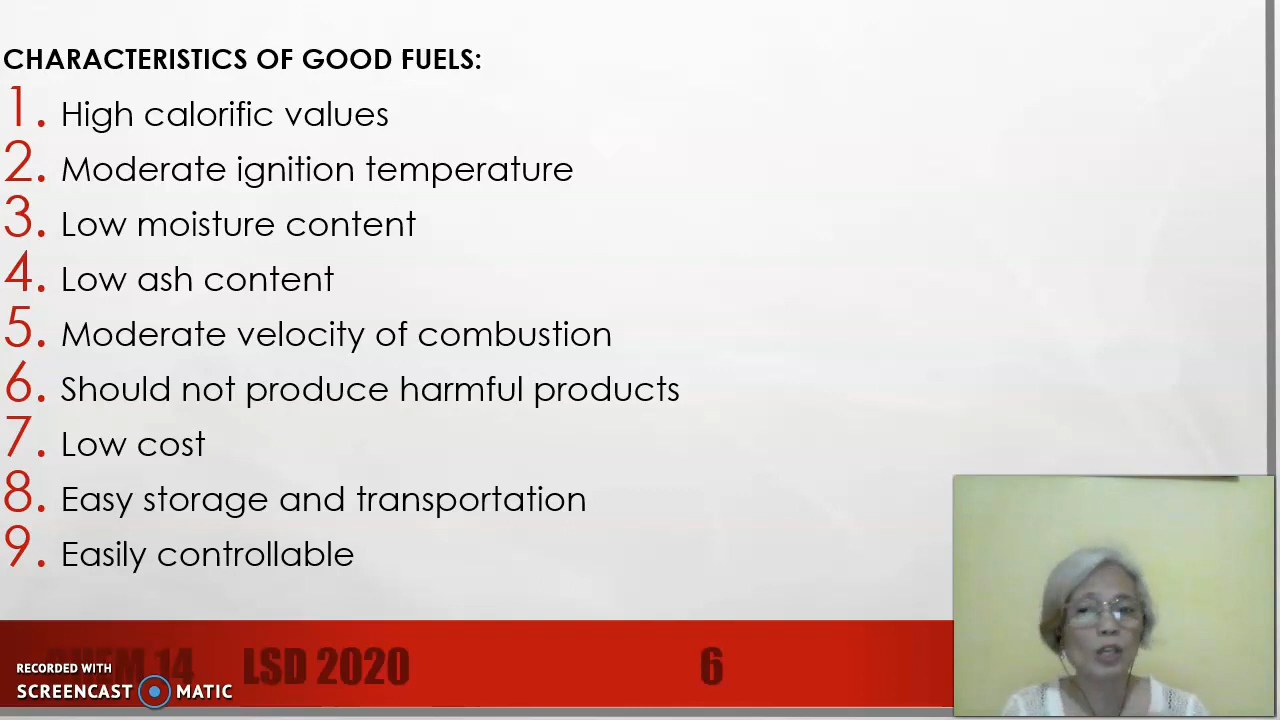 CHARACTERISTICS OF GOOD FUELS:
1. High calorific values
2. Moderate ignition temperature
3. Low moisture content
4. Low ash content
5. Moderate velocity of combustion
6. Should not produce harmful products
7. Low cost
8. Easy storage and transportation
9. Easily controllable
CHEM 14 LSD 2020 6
RECORDED WITH
SCREENCAST MATIC